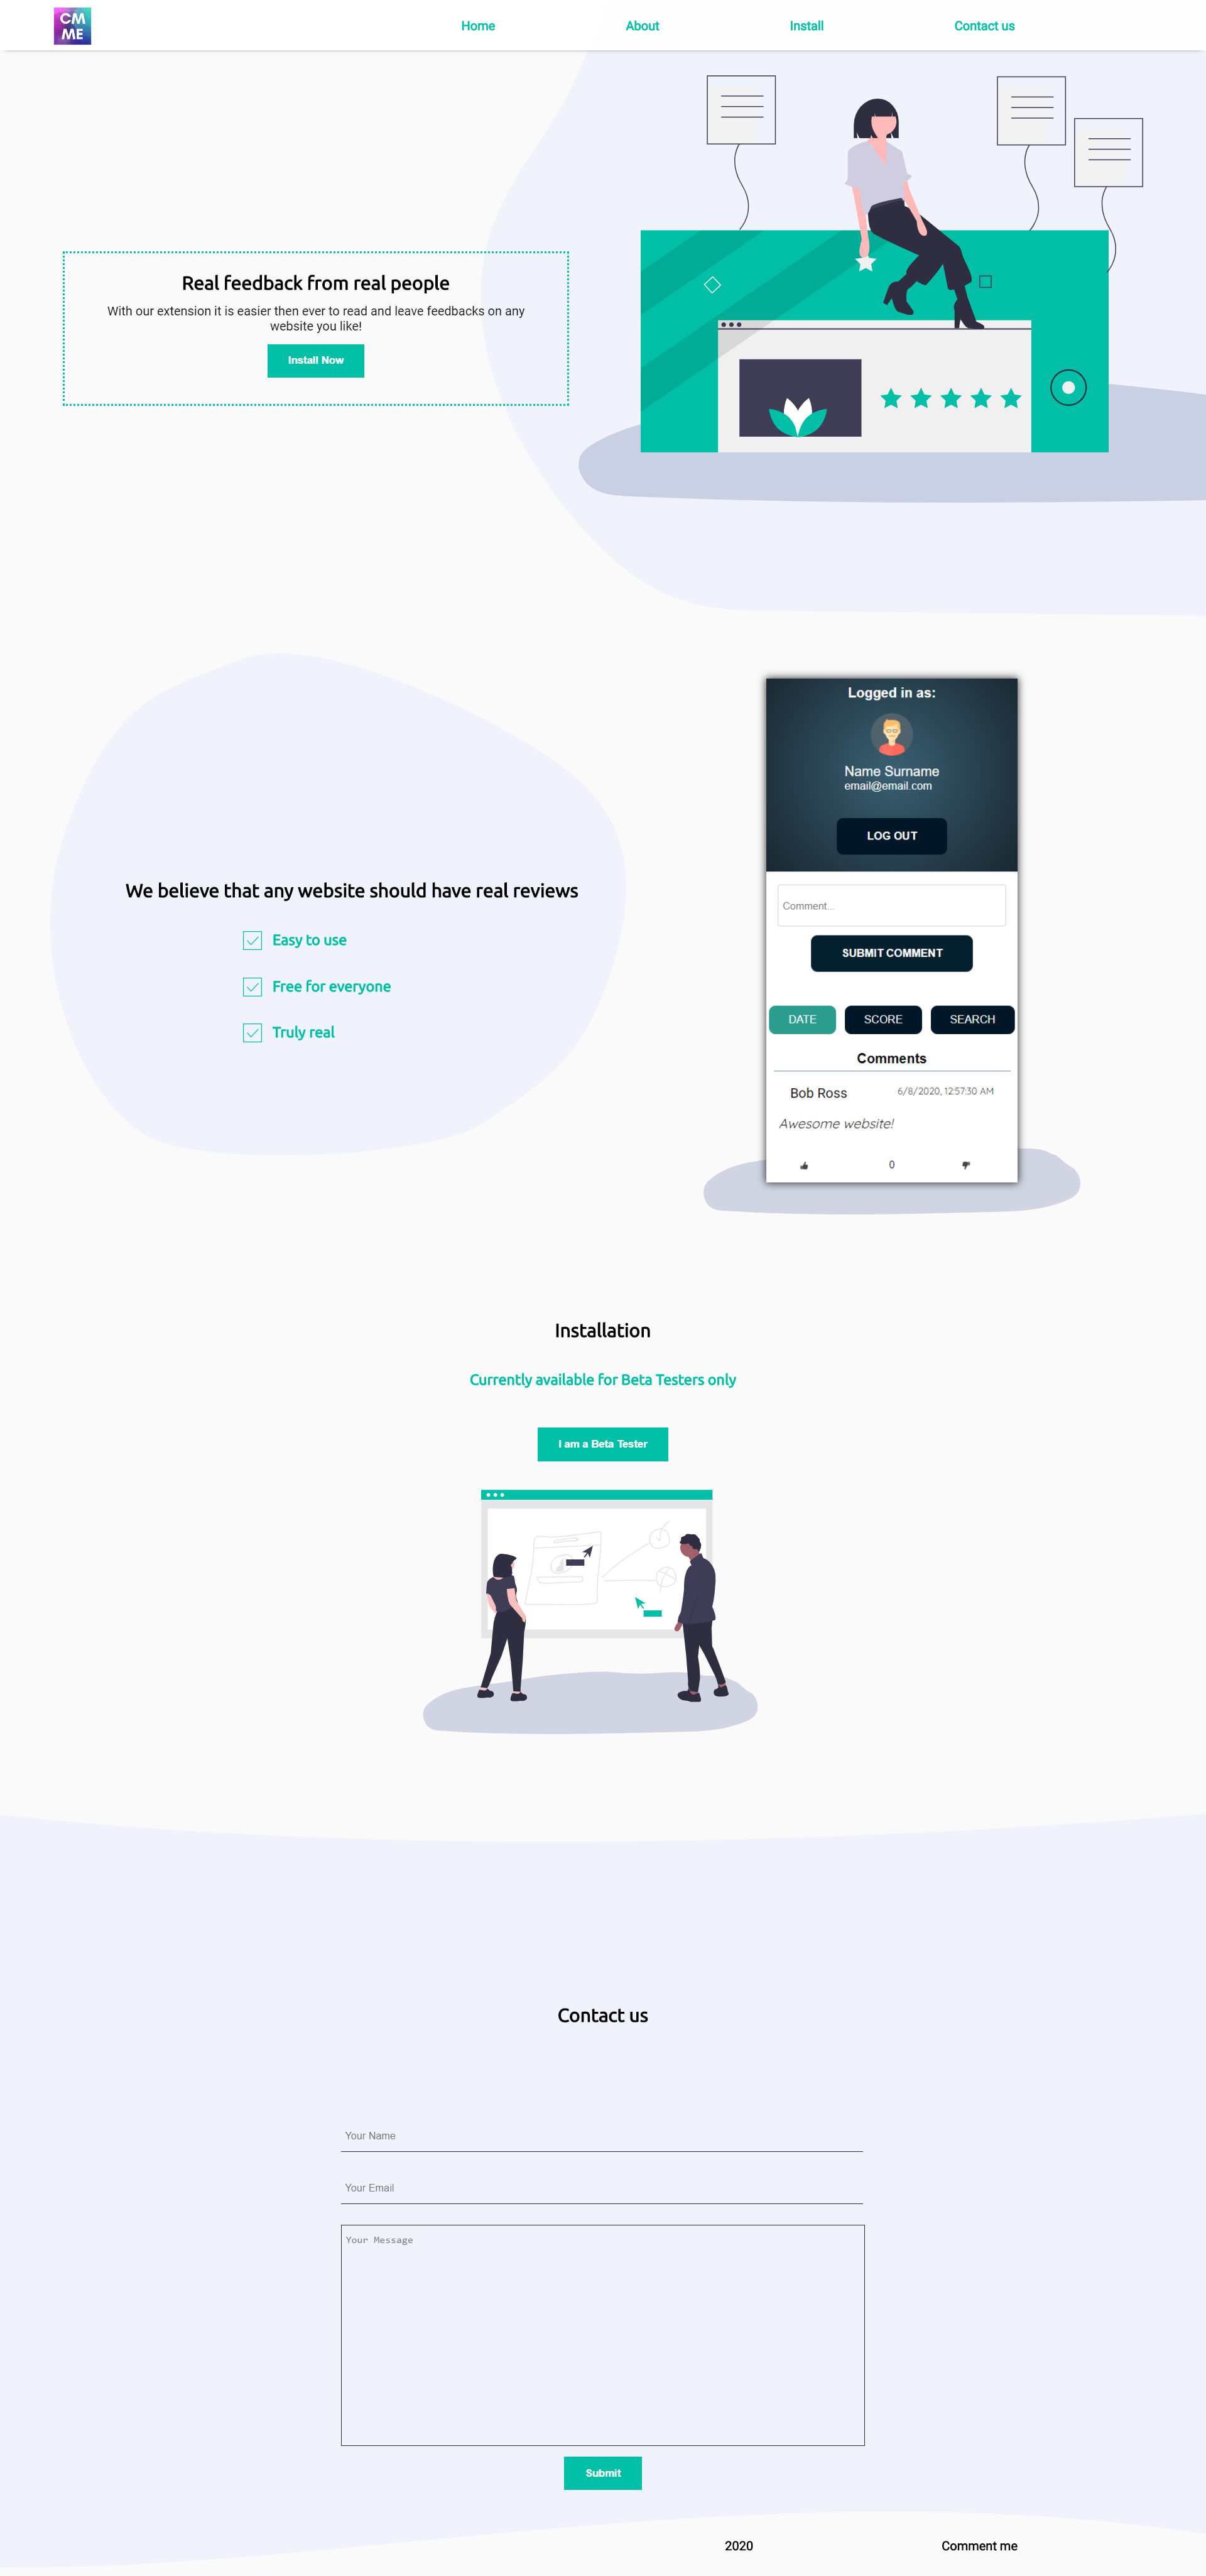 CM
ME
Home
About
Install
Contact us
Real feedback from real people
With our extension it is easier then ever to read and leave feedbacks on any
website you like!
Install Now
We believe that any website should have real reviews
Easy to use
Free for everyone
Truly real
Logged in as:
Name Surname
email@email.com
LOG OUT
Comment...
SUBMIT COMMENT
DATE
SCORE
SEARCH
Comments
Bob Ross
6/8/2020, 12:57:30 AM
Awesome website!
0
Installation
Currently available for Beta Testers only
I am a Beta Tester
Contact us
Your Name
Your Email
Your Message
Submit
2020
Comment me